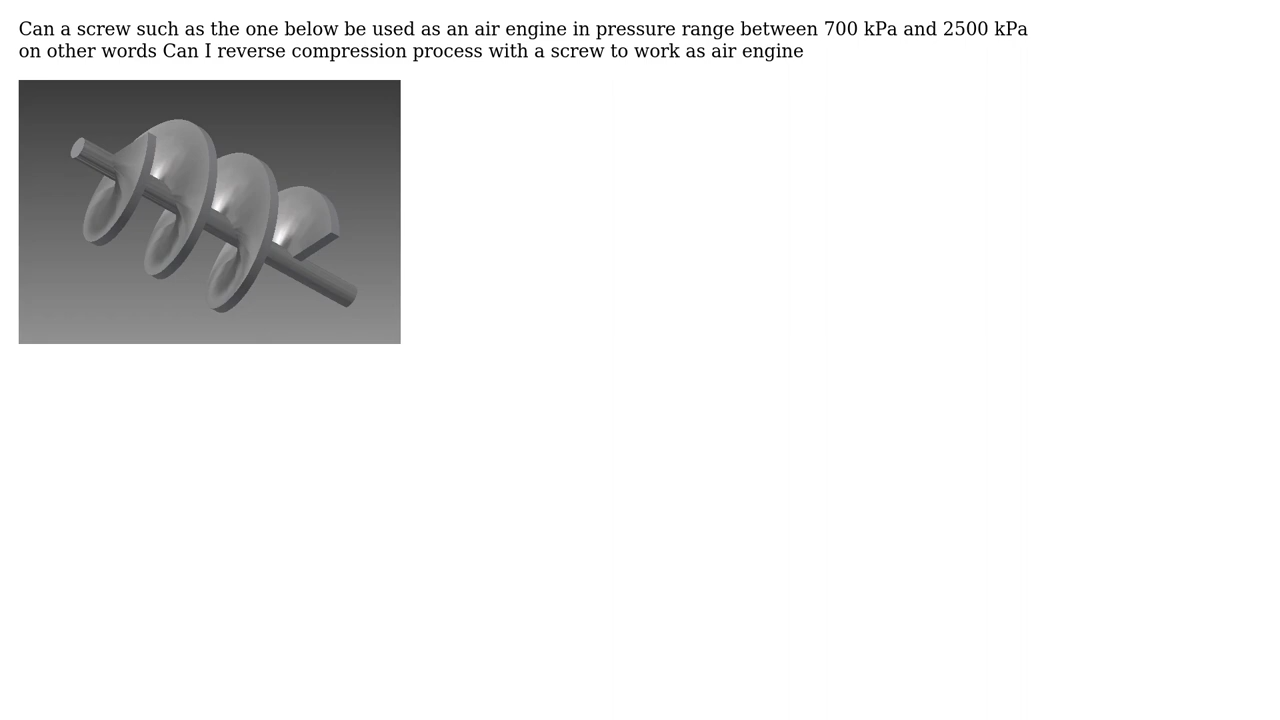 Can a screw such as the one below be used as an air engine in pressure range between 700 kPa and 2500 kPa
on other words Can I reverse compression process with a screw to work as air engine